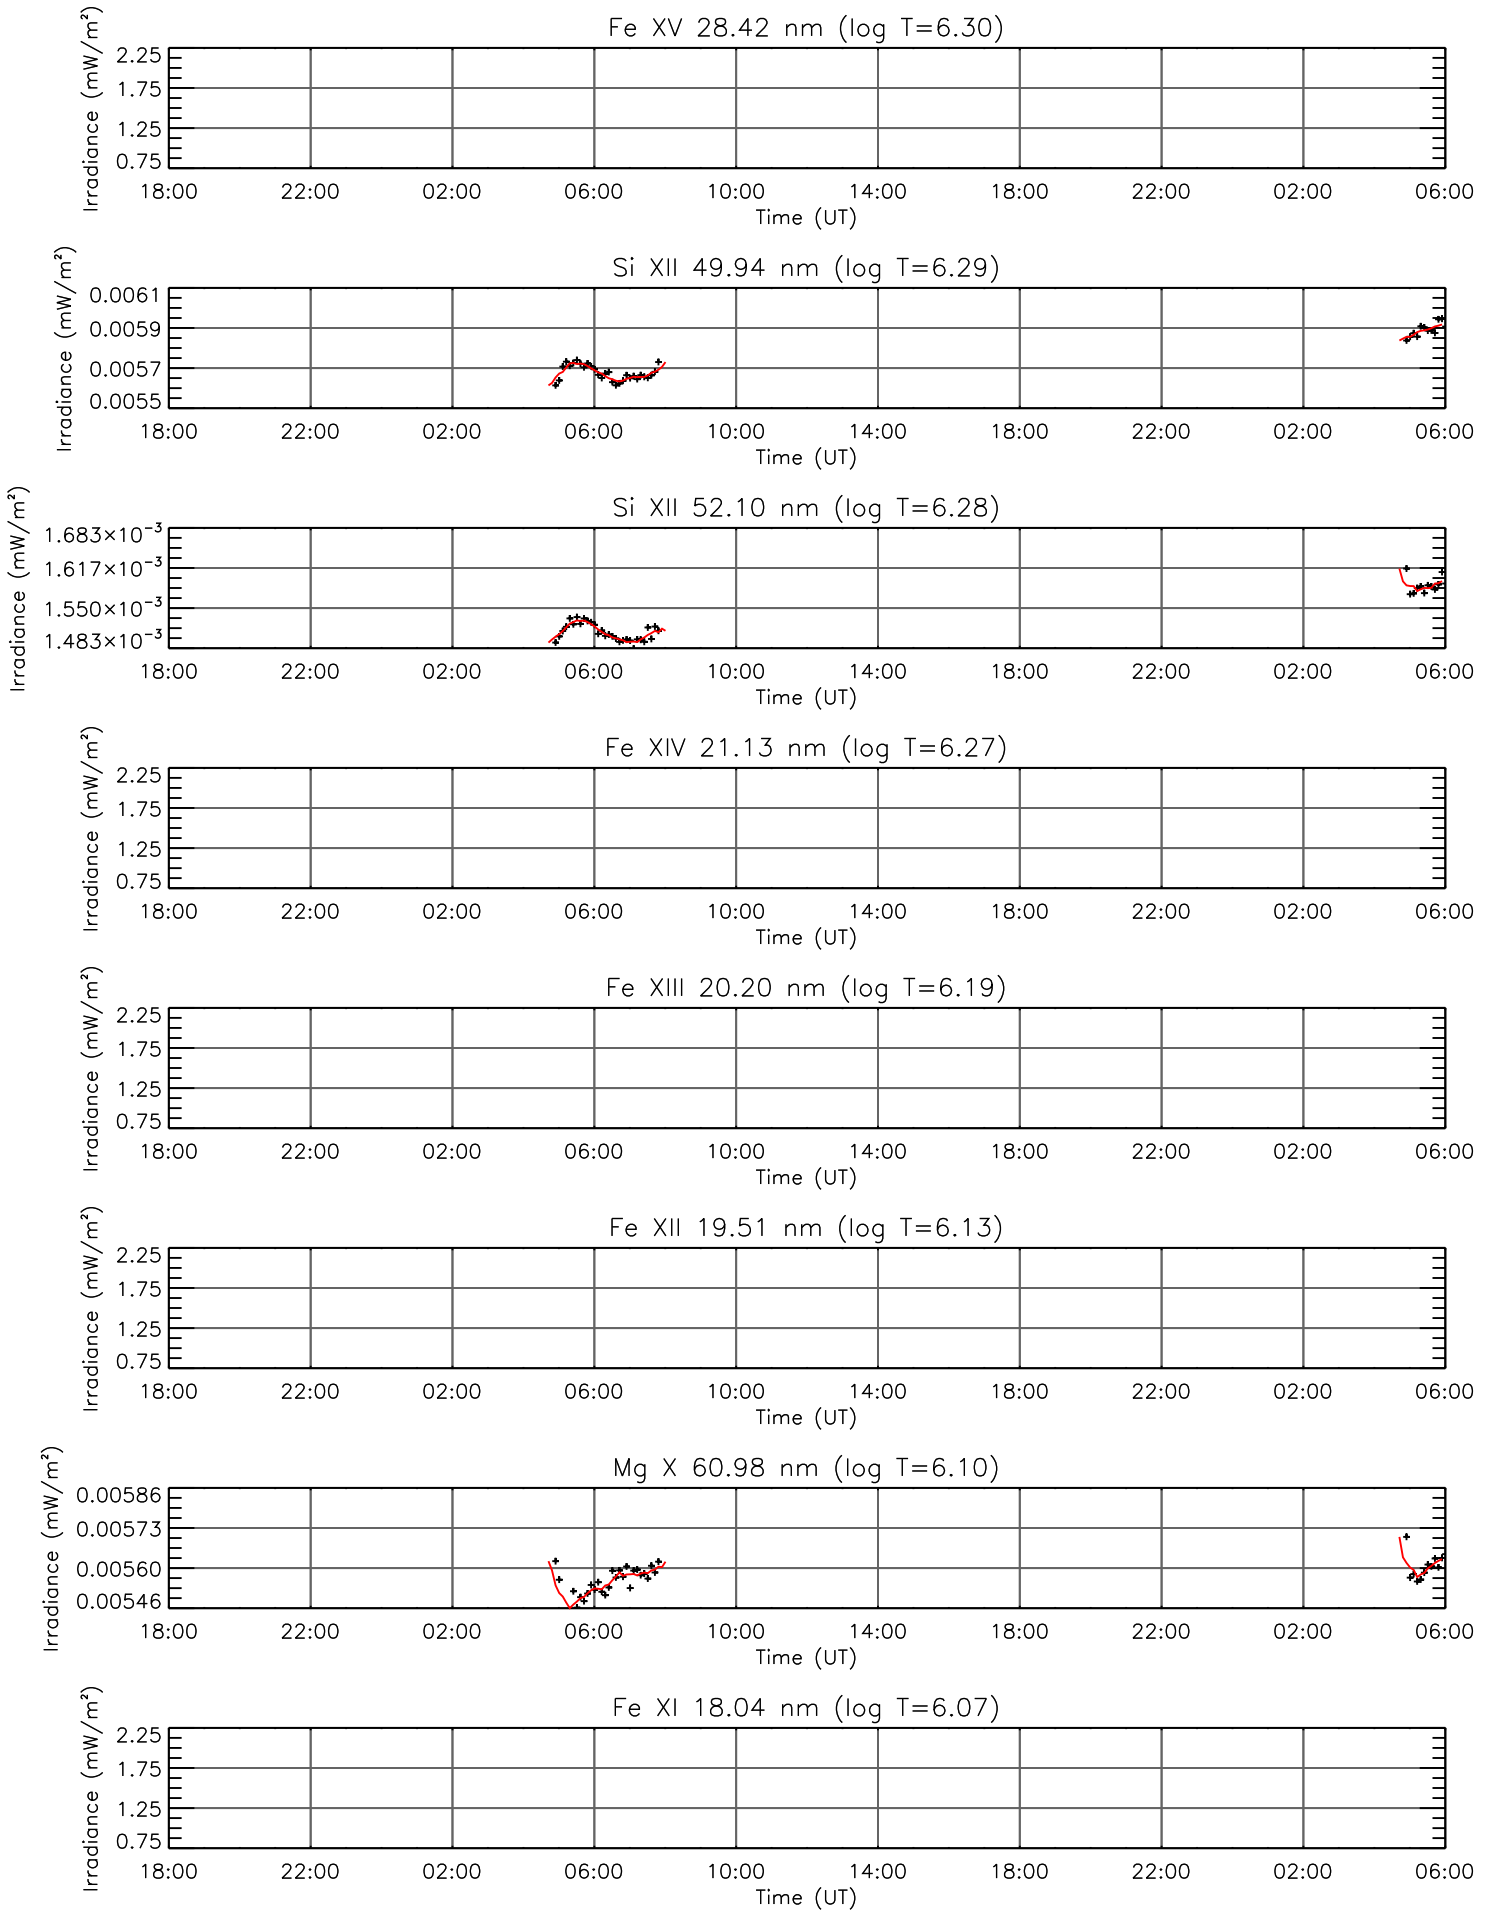 Fe XV 28.42 nm (log T=6.30)
Irradiance (mW/m²)
2.25
1.75
1.25
0.75
18:00 22:00 02:00 06:00 10:00 14:00 18:00 22:00 02:00 06:00
Time (UT)
Si XII 49.94 nm (log T=6.29)
Irradiance (mW/m²)
0.0061
0.0059
0.0057
0.0055
18:00 22:00 02:00 06:00 10:00 14:00 18:00 22:00 02:00 06:00
Time (UT)
Si XII 52.10 nm (log T=6.28)
Irradiance (mW/m²)
1.683×10⁻³
1.617×10⁻³
1.550×10⁻³
1.483×10⁻³
18:00 22:00 02:00 06:00 10:00 14:00 18:00 22:00 02:00 06:00
Time (UT)
Fe XIV 21.13 nm (log T=6.27)
Irradiance (mW/m²)
2.25
1.75
1.25
0.75
18:00 22:00 02:00 06:00 10:00 14:00 18:00 22:00 02:00 06:00
Time (UT)
Fe XIII 20.20 nm (log T=6.19)
Irradiance (mW/m²)
2.25
1.75
1.25
0.75
18:00 22:00 02:00 06:00 10:00 14:00 18:00 22:00 02:00 06:00
Time (UT)
Fe XII 19.51 nm (log T=6.13)
Irradiance (mW/m²)
2.25
1.75
1.25
0.75
18:00 22:00 02:00 06:00 10:00 14:00 18:00 22:00 02:00 06:00
Time (UT)
Mg X 60.98 nm (log T=6.10)
Irradiance (mW/m²)
0.00586
0.00573
0.00560
0.00546
18:00 22:00 02:00 06:00 10:00 14:00 18:00 22:00 02:00 06:00
Time (UT)
Fe XI 18.04 nm (log T=6.07)
Irradiance (mW/m²)
2.25
1.75
1.25
0.75
18:00 22:00 02:00 06:00 10:00 14:00 18:00 22:00 02:00 06:00
Time (UT)